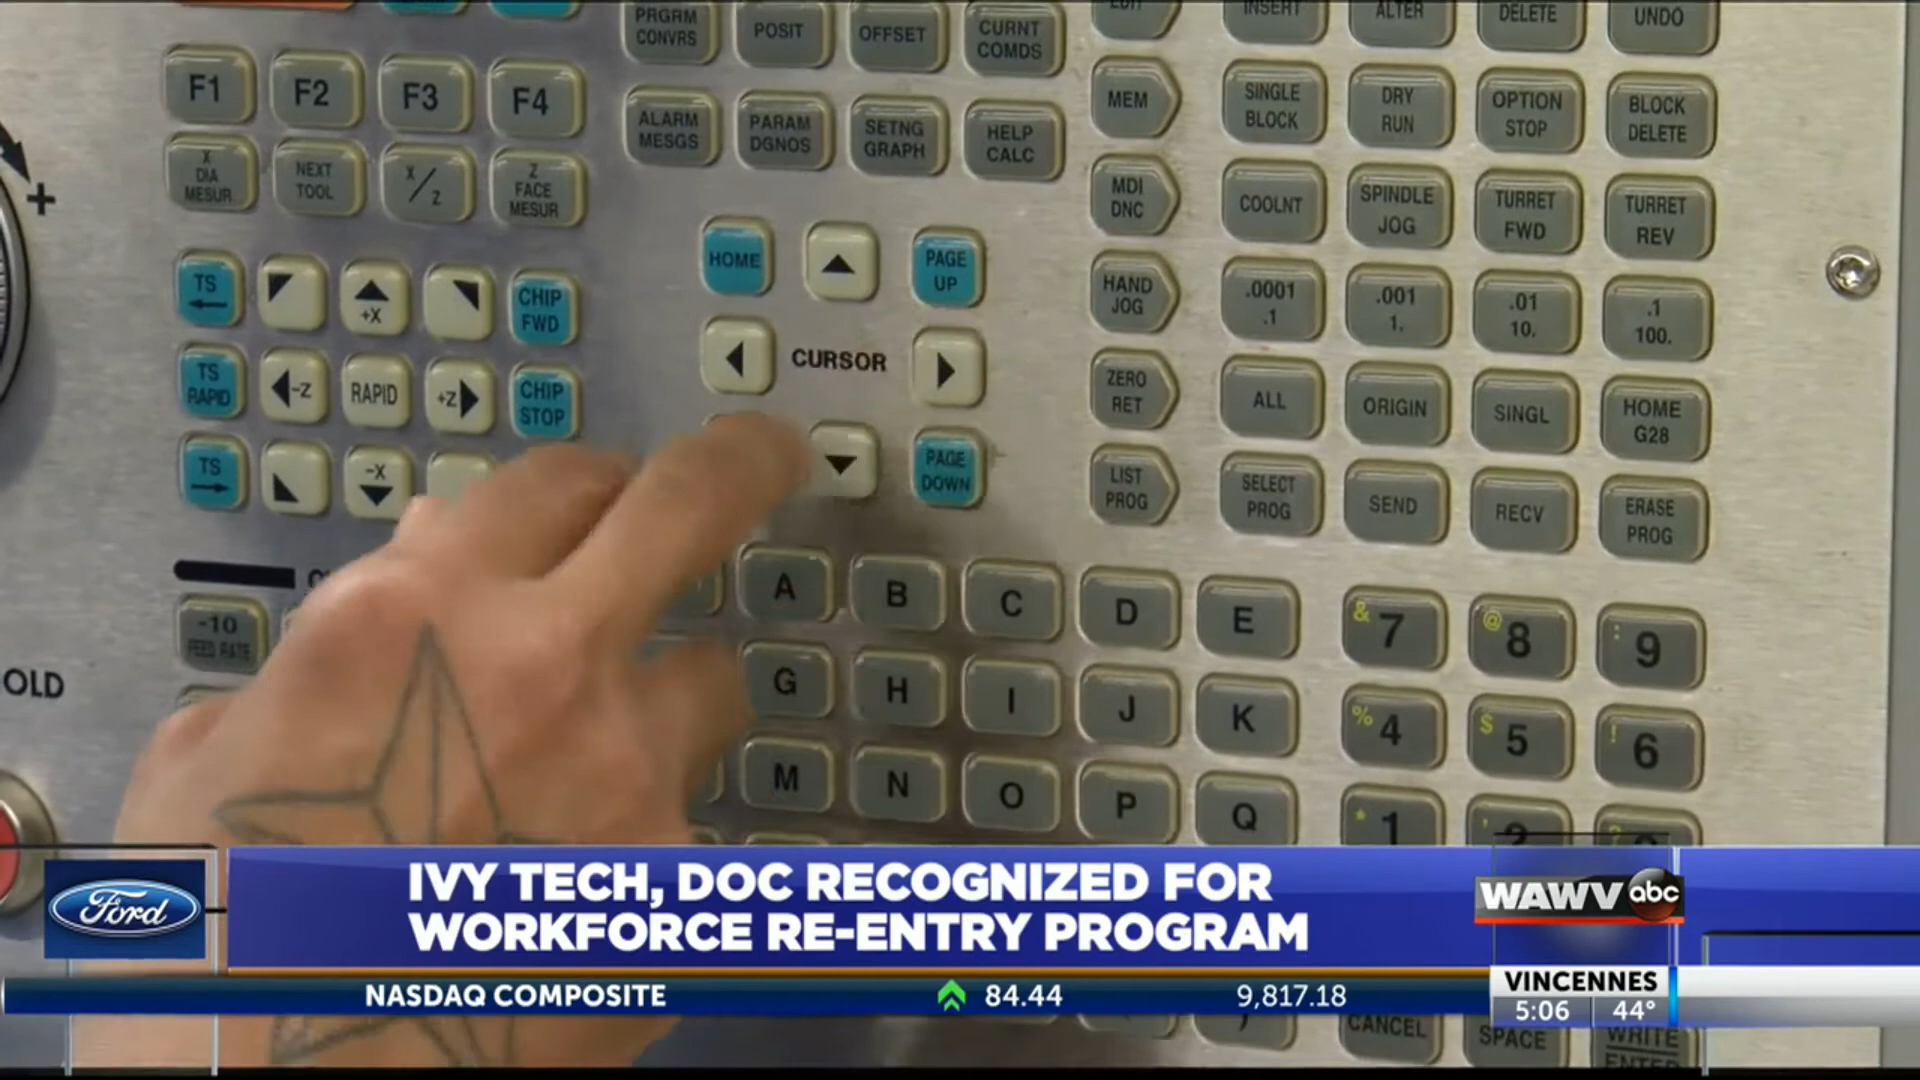 PRGRM CONVRS
POSIT
OFFSET
CURNT COMDS
INSERT
ALTER
DELETE
UNDO
F1
F2
F3
F4
ALARM MESGS
PARAM DGNOS
SETNG GRAPH
HELP CALC
MEM
SINGLE BLOCK
DRY RUN
OPTION STOP
BLOCK DELETE
X DIA MESUR
NEXT TOOL
X/Z
Z FACE MESUR
MDI DNC
COOLNT
SPINDLE JOG
TURRET FWD
TURRET REV
+
TS
+X
CHIP FWD
HOME
PAGE UP
HAND JOG
.0001 .1
.001 1.
.01 10.
.1 100.
TS RAPID
-Z
RAPID
+Z
CHIP STOP
CURSOR
ZERO RET
ALL
ORIGIN
SINGL
HOME G28
TS
-X
PAGE DOWN
LIST PROG
SELECT PROG
SEND
RECV
ERASE PROG
-10 FEED RATE
A
B
C
D
E
& 7
@ 8
: 9
OLD
G
H
I
J
K
% 4
$ 5
! 6
M
N
O
P
Q
* 1
Ford
IVY TECH, DOC RECOGNIZED FOR
WORKFORCE RE-ENTRY PROGRAM
WAWV abc
NASDAQ COMPOSITE 84.44 9,817.18
VINCENNES
5:06 44°
CANCEL
SPACE
WRITE